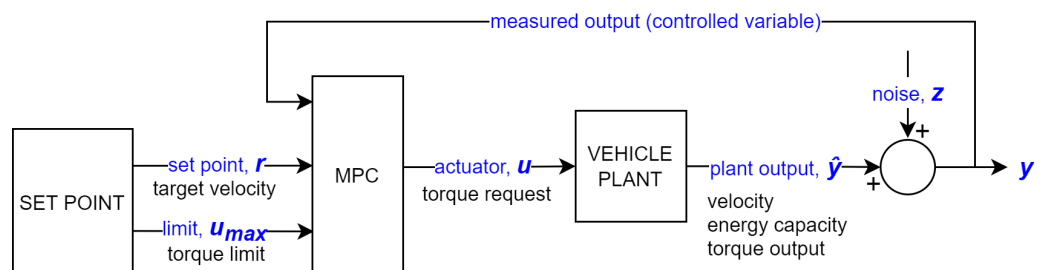 measured output (controlled variable)
noise, z
+
SET POINT
set point, r
target velocity
limit, umax
torque limit
MPC
actuator, u
torque request
VEHICLE
PLANT
plant output, ŷ
velocity
energy capacity
torque output
+
y